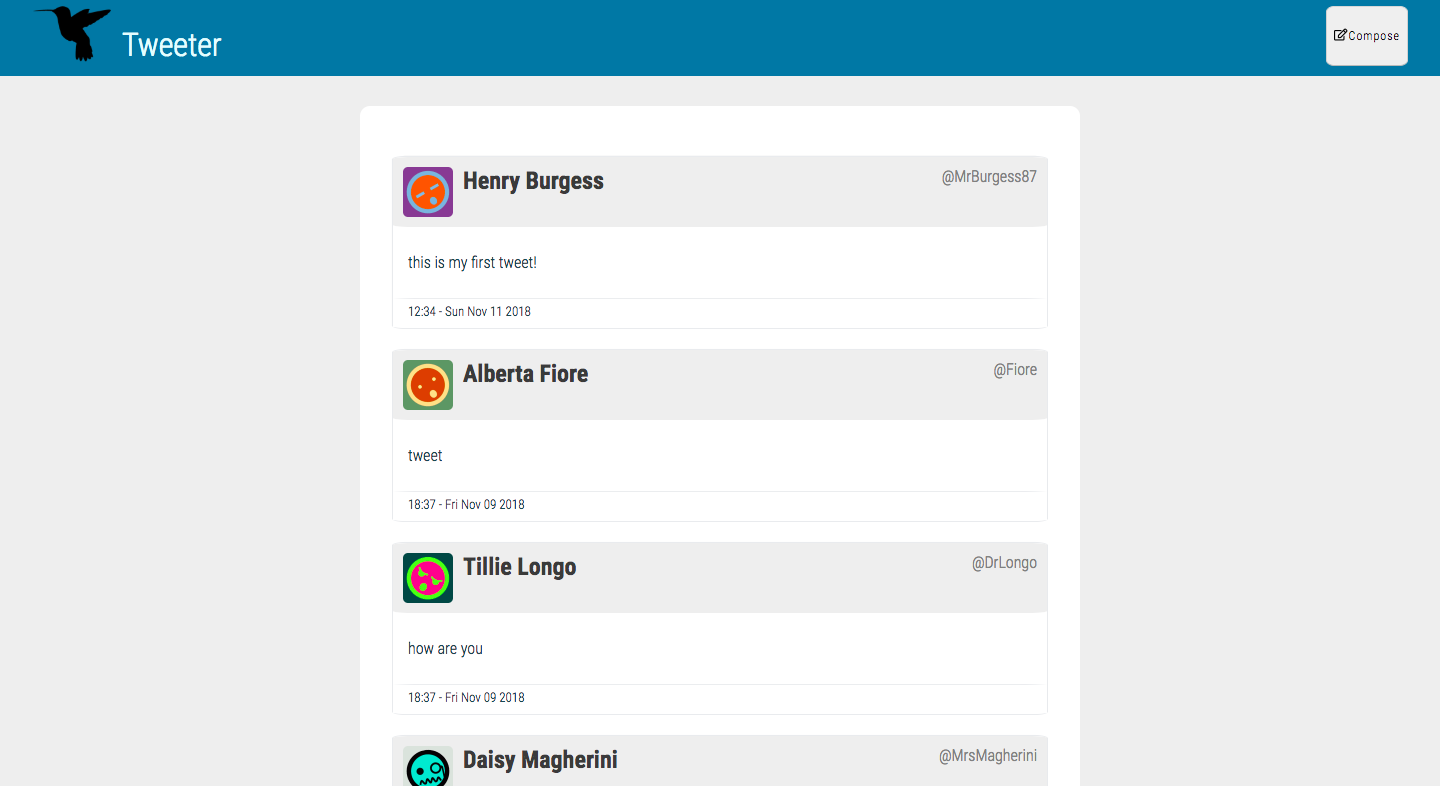 Tweeter
Compose
Henry Burgess
@MrBurgess87
this is my first tweet!
12:34 - Sun Nov 11 2018
Alberta Fiore
@Fiore
tweet
18:37 - Fri Nov 09 2018
Tillie Longo
@DrLongo
how are you
18:37 - Fri Nov 09 2018
Daisy Magherini
@MrsMagherini